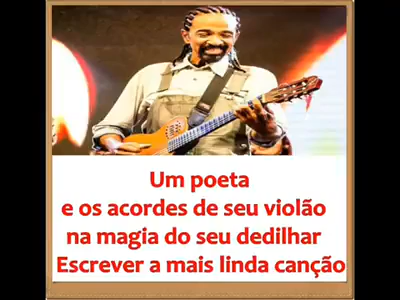 Um poeta
e os acordes de seu violão
na magia do seu dedilhar
Escrever a mais linda canção